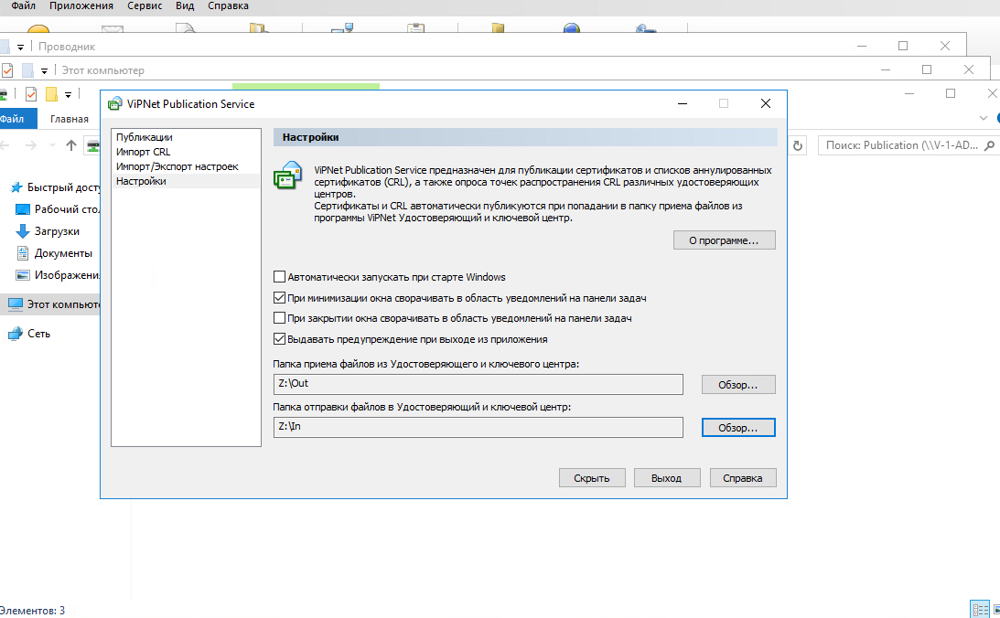 Файл Приложения Сервис Вид Справка
Проводник
Этот компьютер
Файл Главная
Поиск: Publication (\\V-1-AD...
Быстрый досту
Рабочий стол
Загрузки
Документы
Изображени
Этот компьюте
Сеть
ViPNet Publication Service
Публикации
Импорт CRL
Импорт/Экспорт настроек
Настройки
Настройки
ViPNet Publication Service предназначен для публикации сертификатов и списков аннулированных
сертификатов (CRL), а также опроса точек распространения CRL различных удостоверяющих
центров.
Сертификаты и CRL автоматически публикуются при попадании в папку приема файлов из
программы ViPNet Удостоверяющий и ключевой центр.
О программе...
Автоматически запускать при старте Windows
При минимизации окна сворачивать в область уведомлений на панели задач
При закрытии окна сворачивать в область уведомлений на панели задач
Выдавать предупреждение при выходе из приложения
Папка приема файлов из Удостоверяющего и ключевого центра:
Z:\Out
Обзор...
Папка отправки файлов в Удостоверяющий и ключевой центр:
Z:\In
Обзор...
Скрыть Выход Справка
Элементов: 3